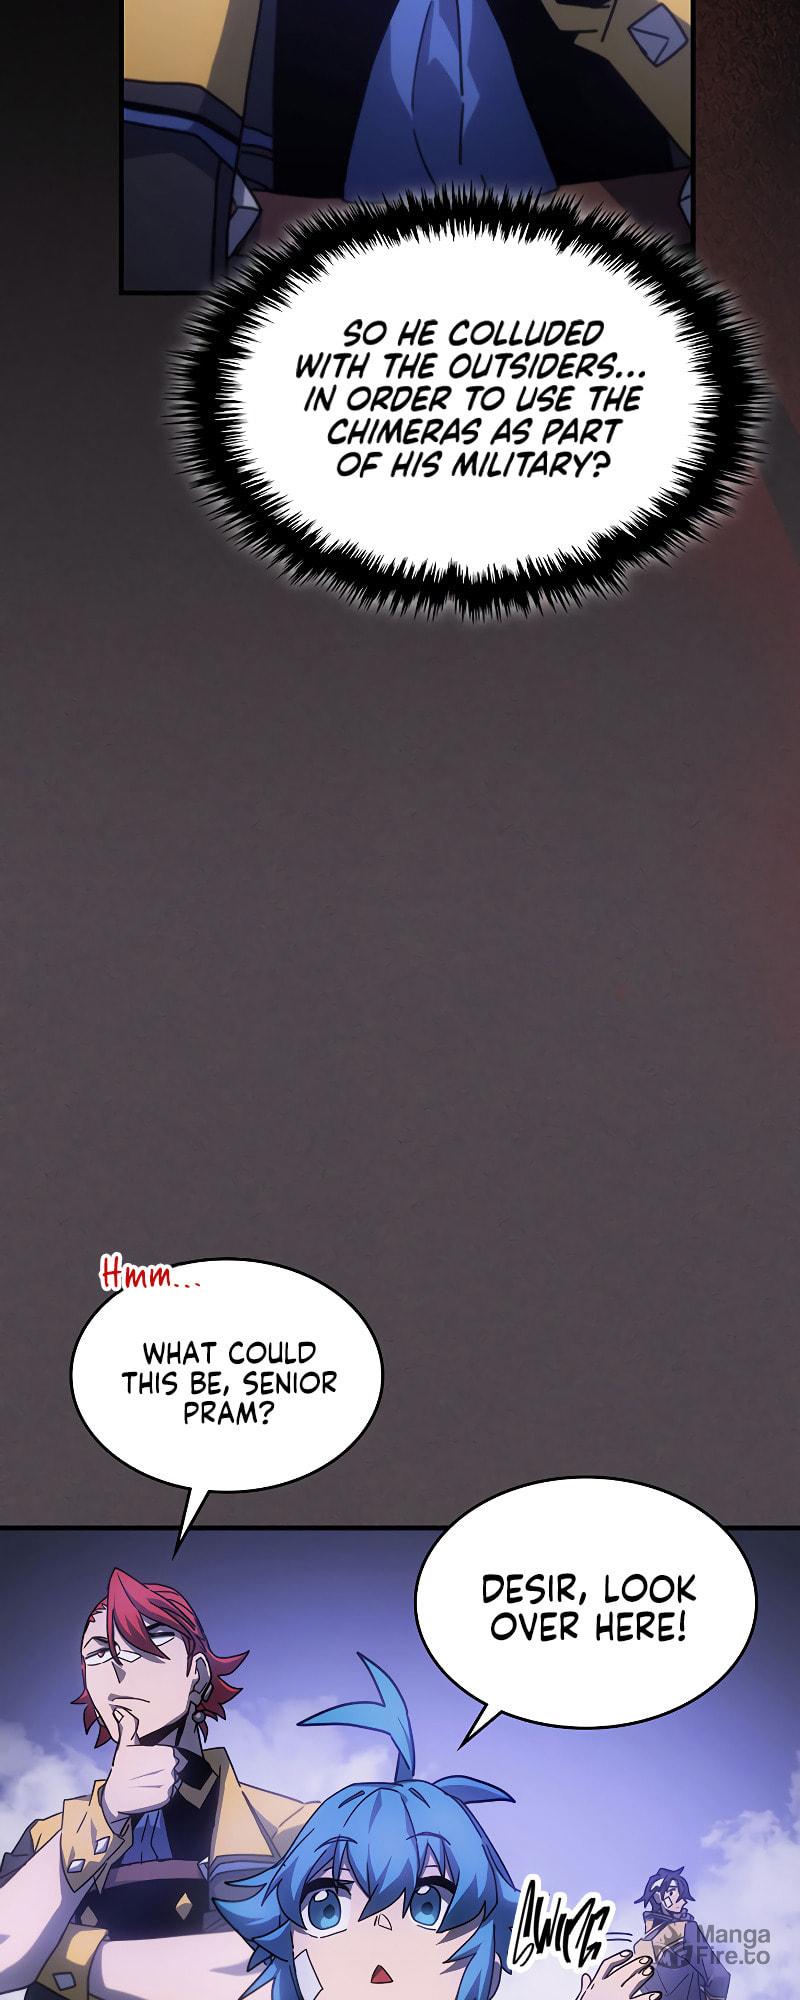 SO HE COLLUDED
WITH THE OUTSIDERS...
IN ORDER TO USE THE
CHIMERAS AS PART
OF HIS MILITARY?
Hmm...
WHAT COULD
THIS BE, SENIOR
PRAM?
DESIR, LOOK
OVER HERE!
Manga
Fire.to